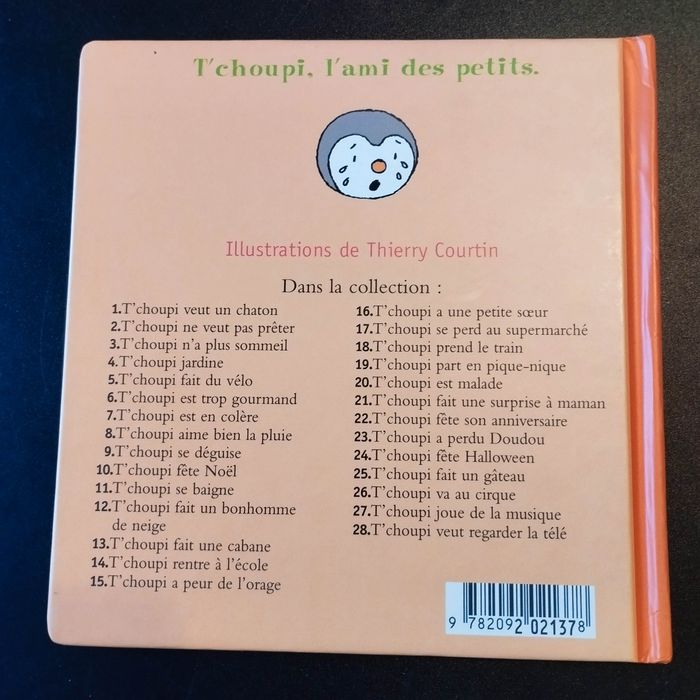 T'choupi, l'ami des petits.
Illustrations de Thierry Courtin
Dans la collection :
1.T'choupi veut un chaton
2.T'choupi ne veut pas prêter
3.T'choupi n'a plus sommeil
4.T'choupi jardine
5.T'choupi fait du vélo
6.T'choupi est trop gourmand
7.T'choupi est en colère
8.T'choupi aime bien la pluie
9.T'choupi se déguise
10.T'choupi fête Noël
11.T'choupi se baigne
12.T'choupi fait un bonhomme
de neige
13.T'choupi fait une cabane
14.T'choupi rentre à l'école
15.T'choupi a peur de l'orage
16.T'choupi a une petite sœur
17.T'choupi se perd au supermarché
18.T'choupi prend le train
19.T'choupi part en pique-nique
20.T'choupi est malade
21.T'choupi fait une surprise à maman
22.T'choupi fête son anniversaire
23.T'choupi a perdu Doudou
24.T'choupi fête Halloween
25.T'choupi fait un gâteau
26.T'choupi va au cirque
27.T'choupi joue de la musique
28.T'choupi veut regarder la télé
9 782092 021378